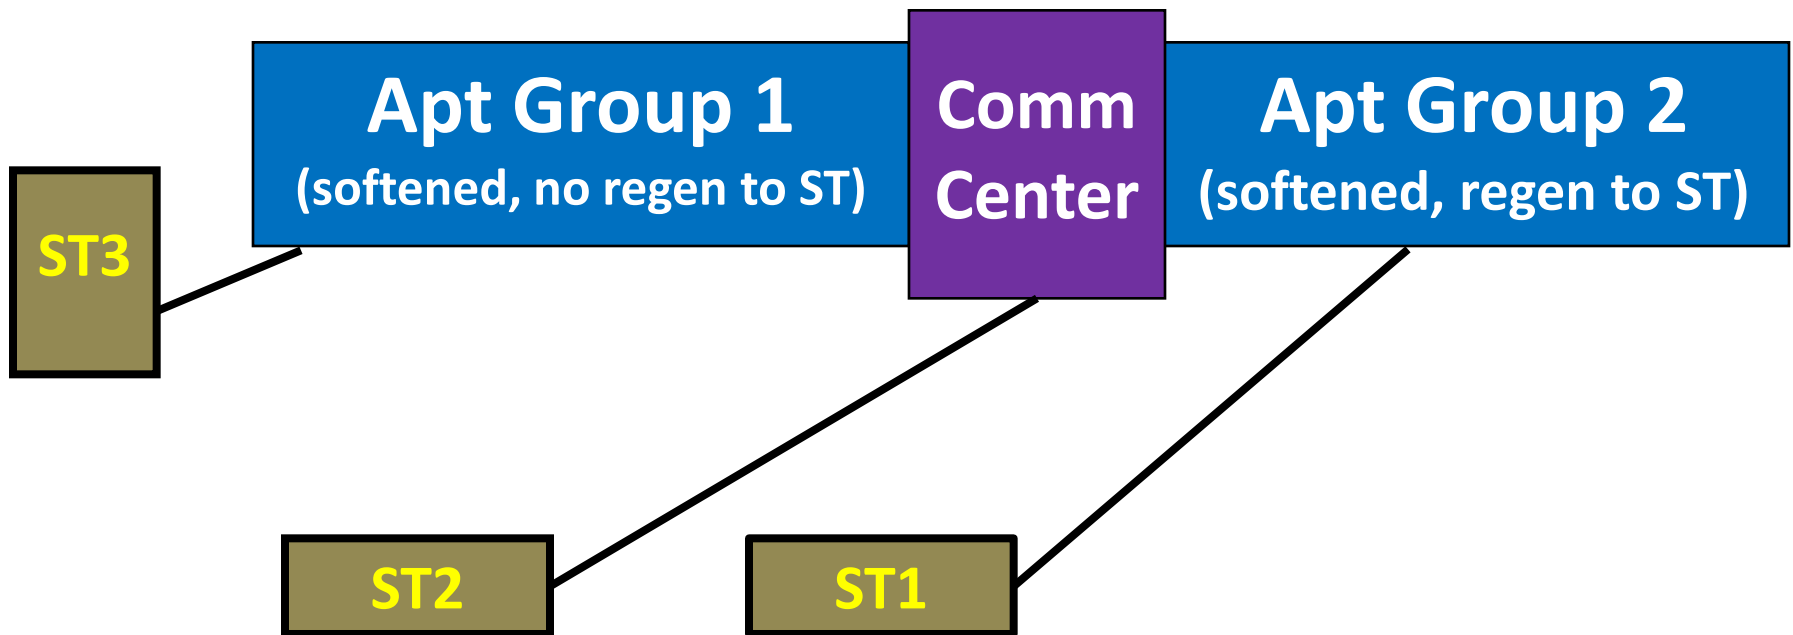 Apt Group 1
(softened, no regen to ST)
Comm
Center
Apt Group 2
(softened, regen to ST)
ST3
ST2
ST1